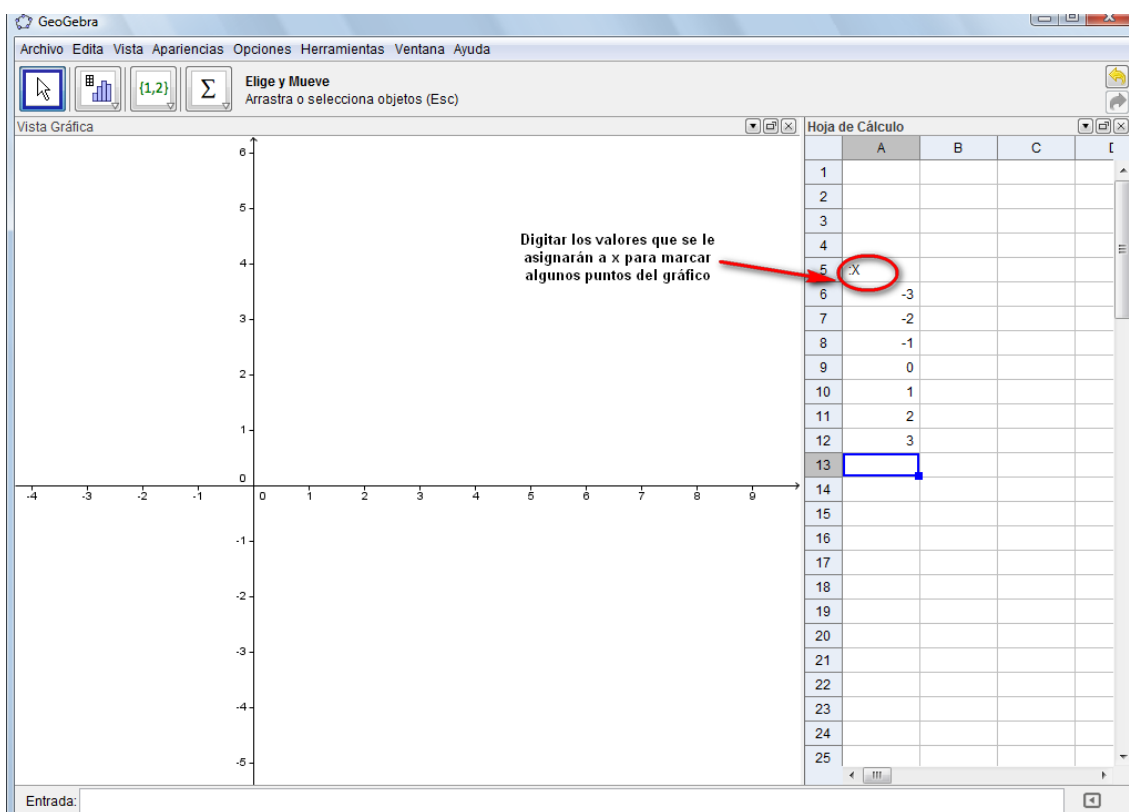 GeoGebra
Archivo Edita Vista Apariencias Opciones Herramientas Ventana Ayuda
{1,2}
Σ
Elige y Mueve
Arrastra o selecciona objetos (Esc)
Vista Gráfica
Hoja de Cálculo
A B C
1
2
3
4
5 :X
6 -3
7 -2
8 -1
9 0
10 1
11 2
12 3
13
14
15
16
17
18
19
20
21
22
23
24
25
Digitar los valores que se le
asignarán a x para marcar
algunos puntos del gráfico
6
5
4
3
2
1
0
-4 -3 -2 -1 0 1 2 3 4 5 6 7 8 9
-1
-2
-3
-4
-5
Entrada: